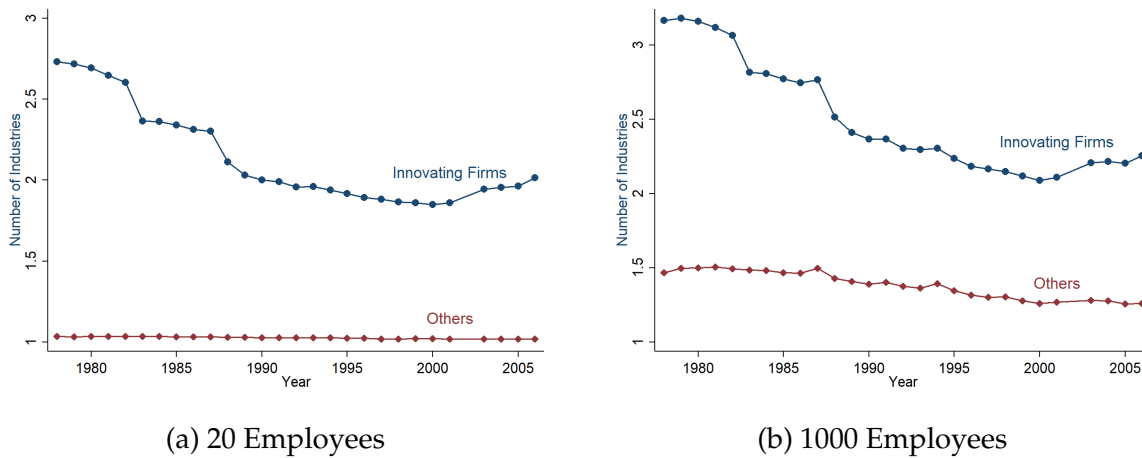 3
2.5
2
1.5
1
Number of Industries
Innovating Firms
Others
1980 1985 1990 1995 2000 2005
Year
(a) 20 Employees
3
2.5
2
1.5
1
Number of Industries
Innovating Firms
Others
1980 1985 1990 1995 2000 2005
Year
(b) 1000 Employees